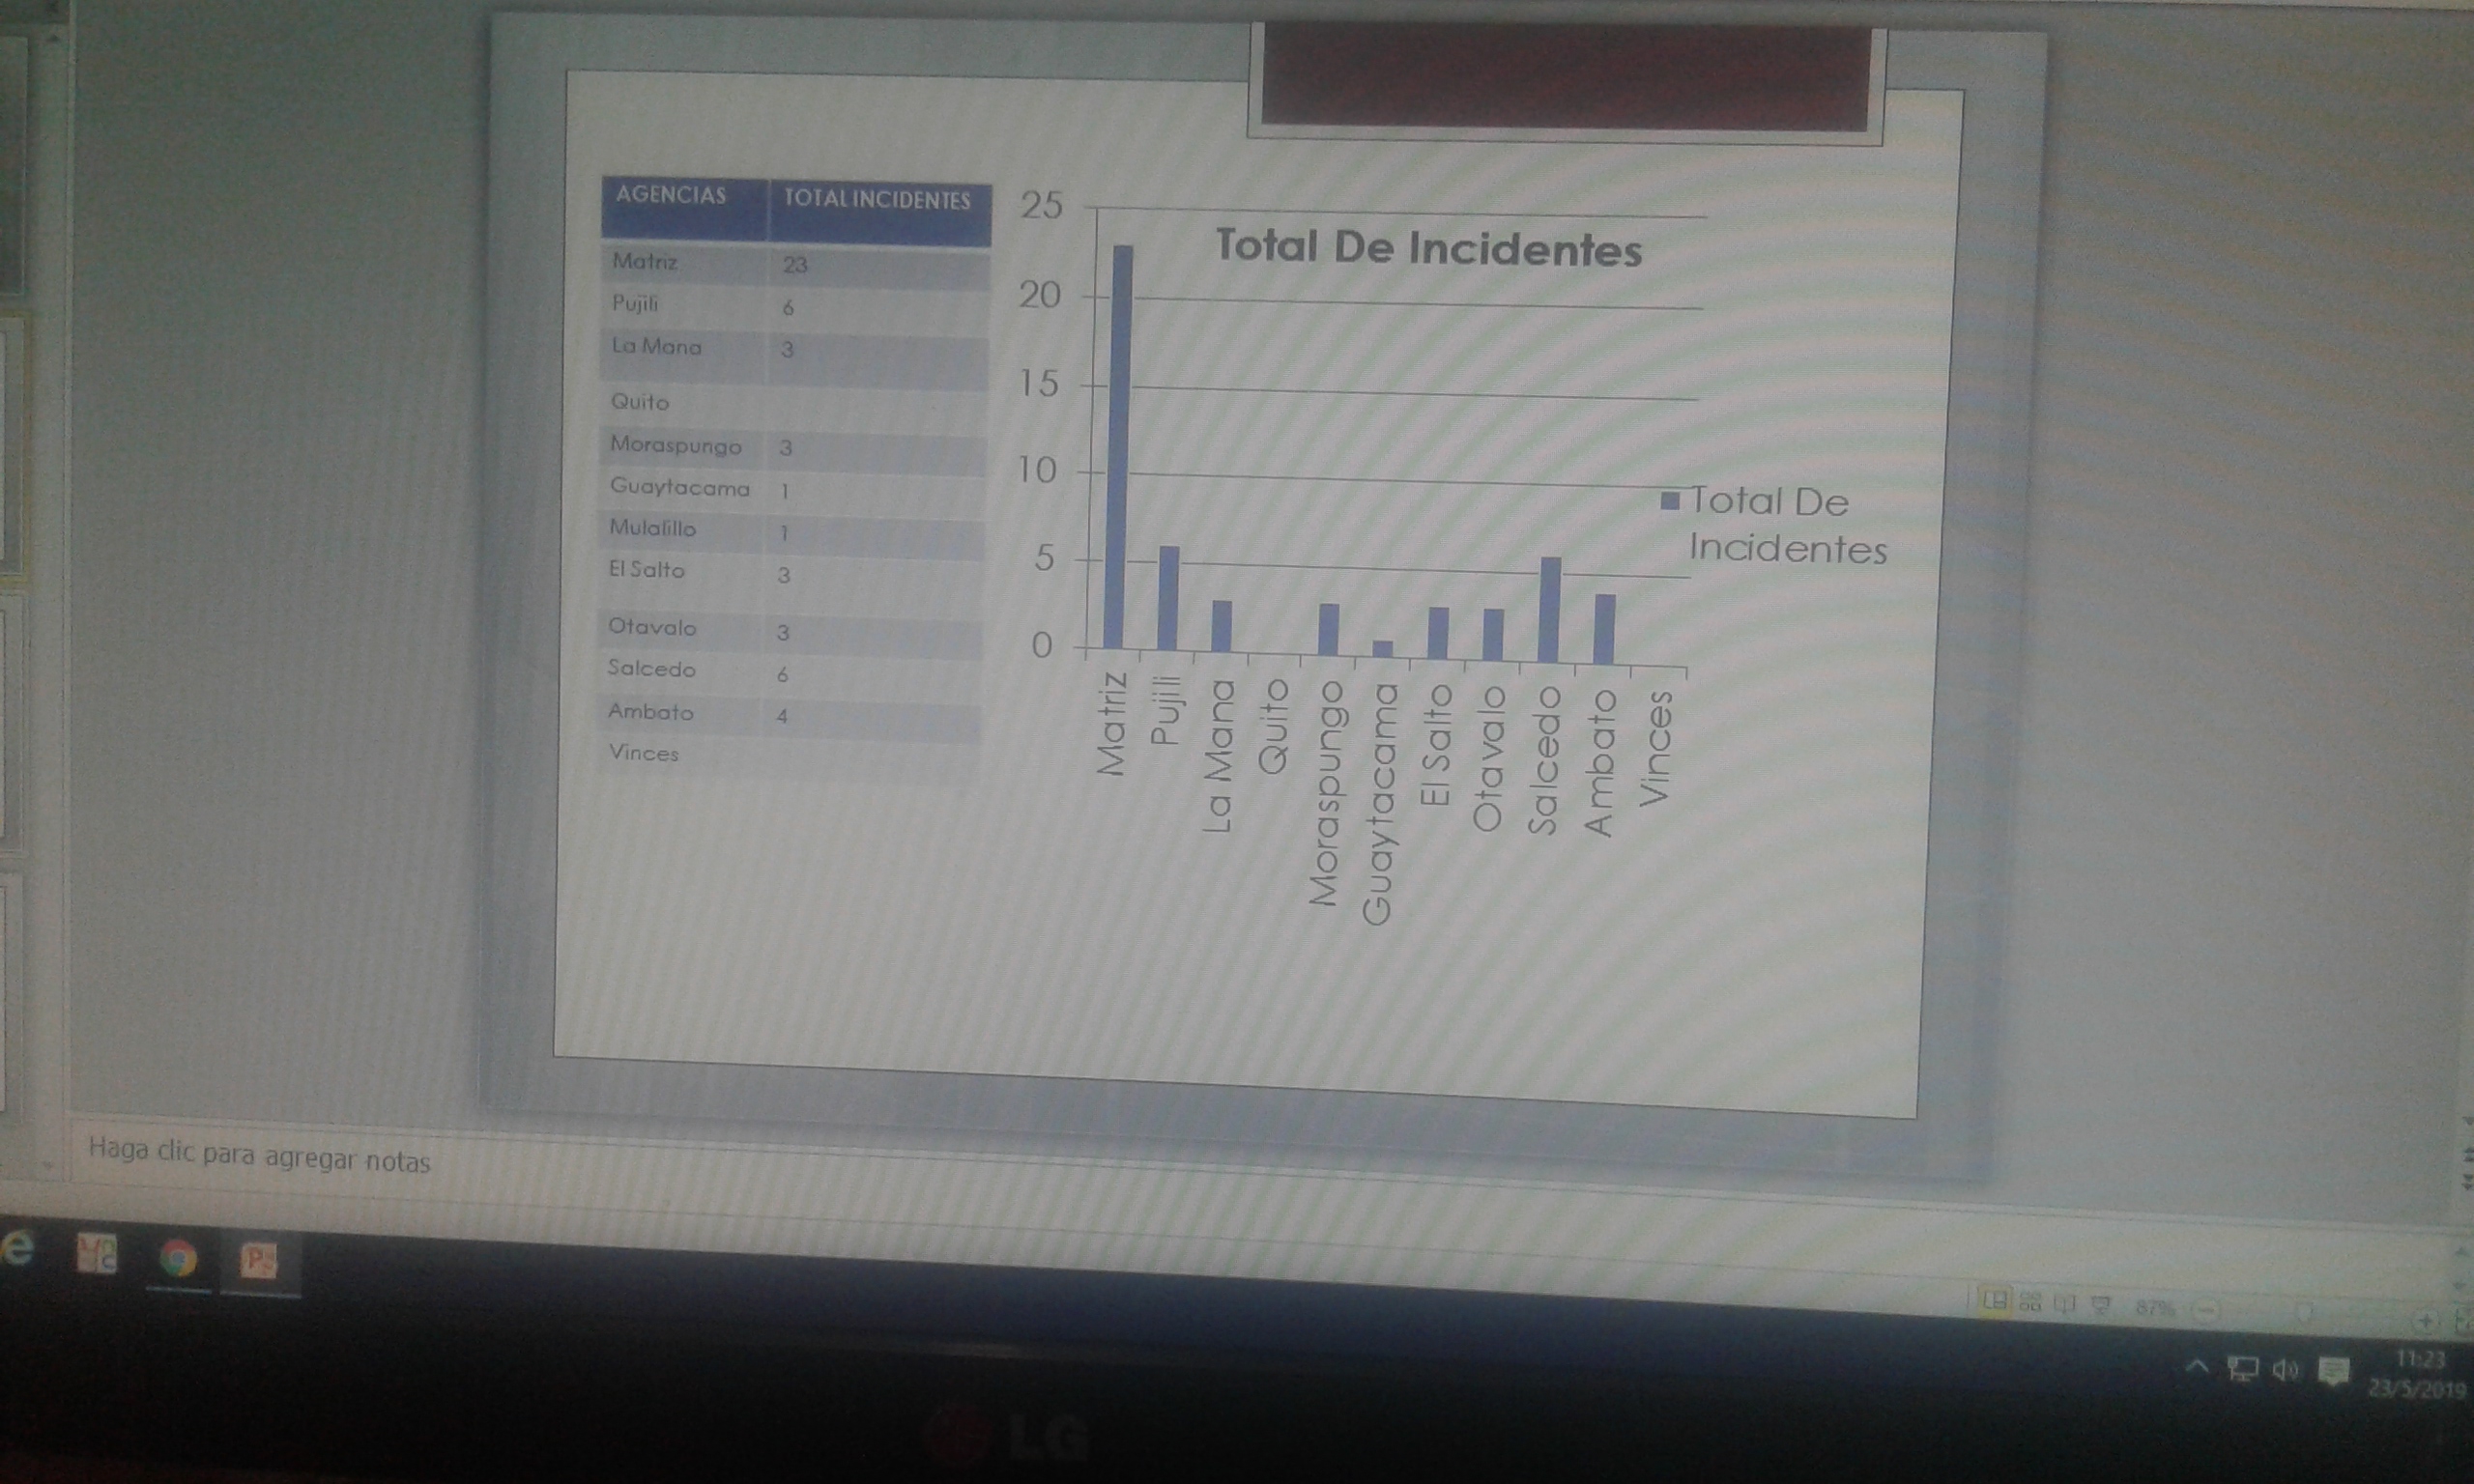 AGENCIAS TOTAL INCIDENTES
Matriz 23
Pujili 6
La Mana 3
Quito
Moraspungo 3
Guaytacama 1
Mulalillo 1
El Salto 3
Otavalo 3
Salcedo 6
Ambato 4
Vinces
Total De Incidentes
25
20
15
10
5
0
Matriz
Pujili
La Mana
Quito
Moraspungo
Guaytacama
El Salto
Otavalo
Salcedo
Ambato
Vinces
Total De
Incidentes
Haga clic para agregar notas
87%
11:23
23/5/2019
LG